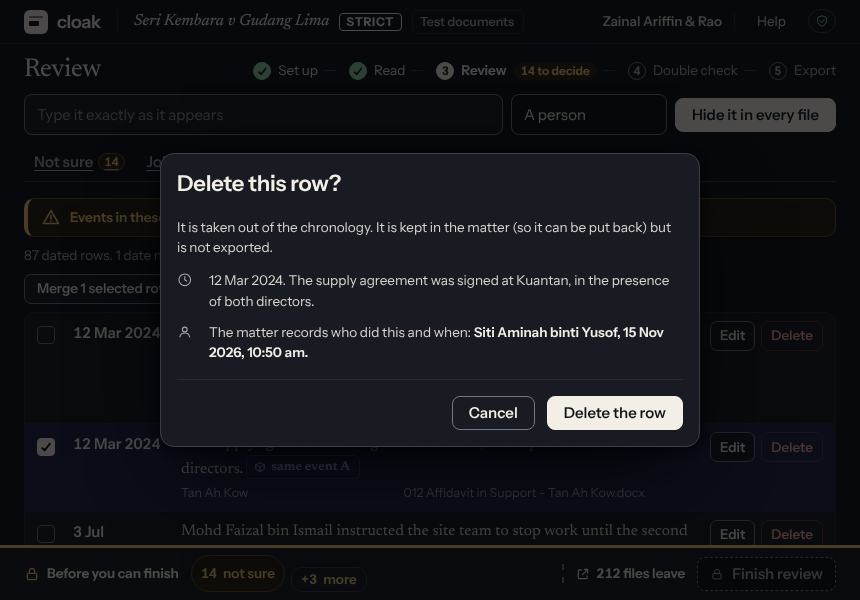 cloak
Seri Kembara v Gudang Lima
STRICT
Test documents
Zainal Ariffin & Rao
Help
Review
Set up
Read
3 Review 14 to decide
4 Double check
5 Export
Type it exactly as it appears
A person
Hide it in every file
Not sure 14
Delete this row?
Events in these
It is taken out of the chronology. It is kept in the matter (so it can be put back) but
is not exported.
87 dated rows. 1 date
12 Mar 2024. The supply agreement was signed at Kuantan, in the presence
of both directors.
Merge 1 selected
The matter records who did this and when: Siti Aminah binti Yusof, 15 Nov
2026, 10:50 am.
12 Mar 2024
Edit
Delete
Cancel
Delete the row
12 Mar 2024
Edit
Delete
directors. same event A
Tan Ah Kow
012 Affidavit in Support - Tan Ah Kow.docx
3 Jul
Mohd Faizal bin Ismail instructed the site team to stop work until the second
Edit
Delete
Before you can finish
14 not sure
+3 more
212 files leave
Finish review